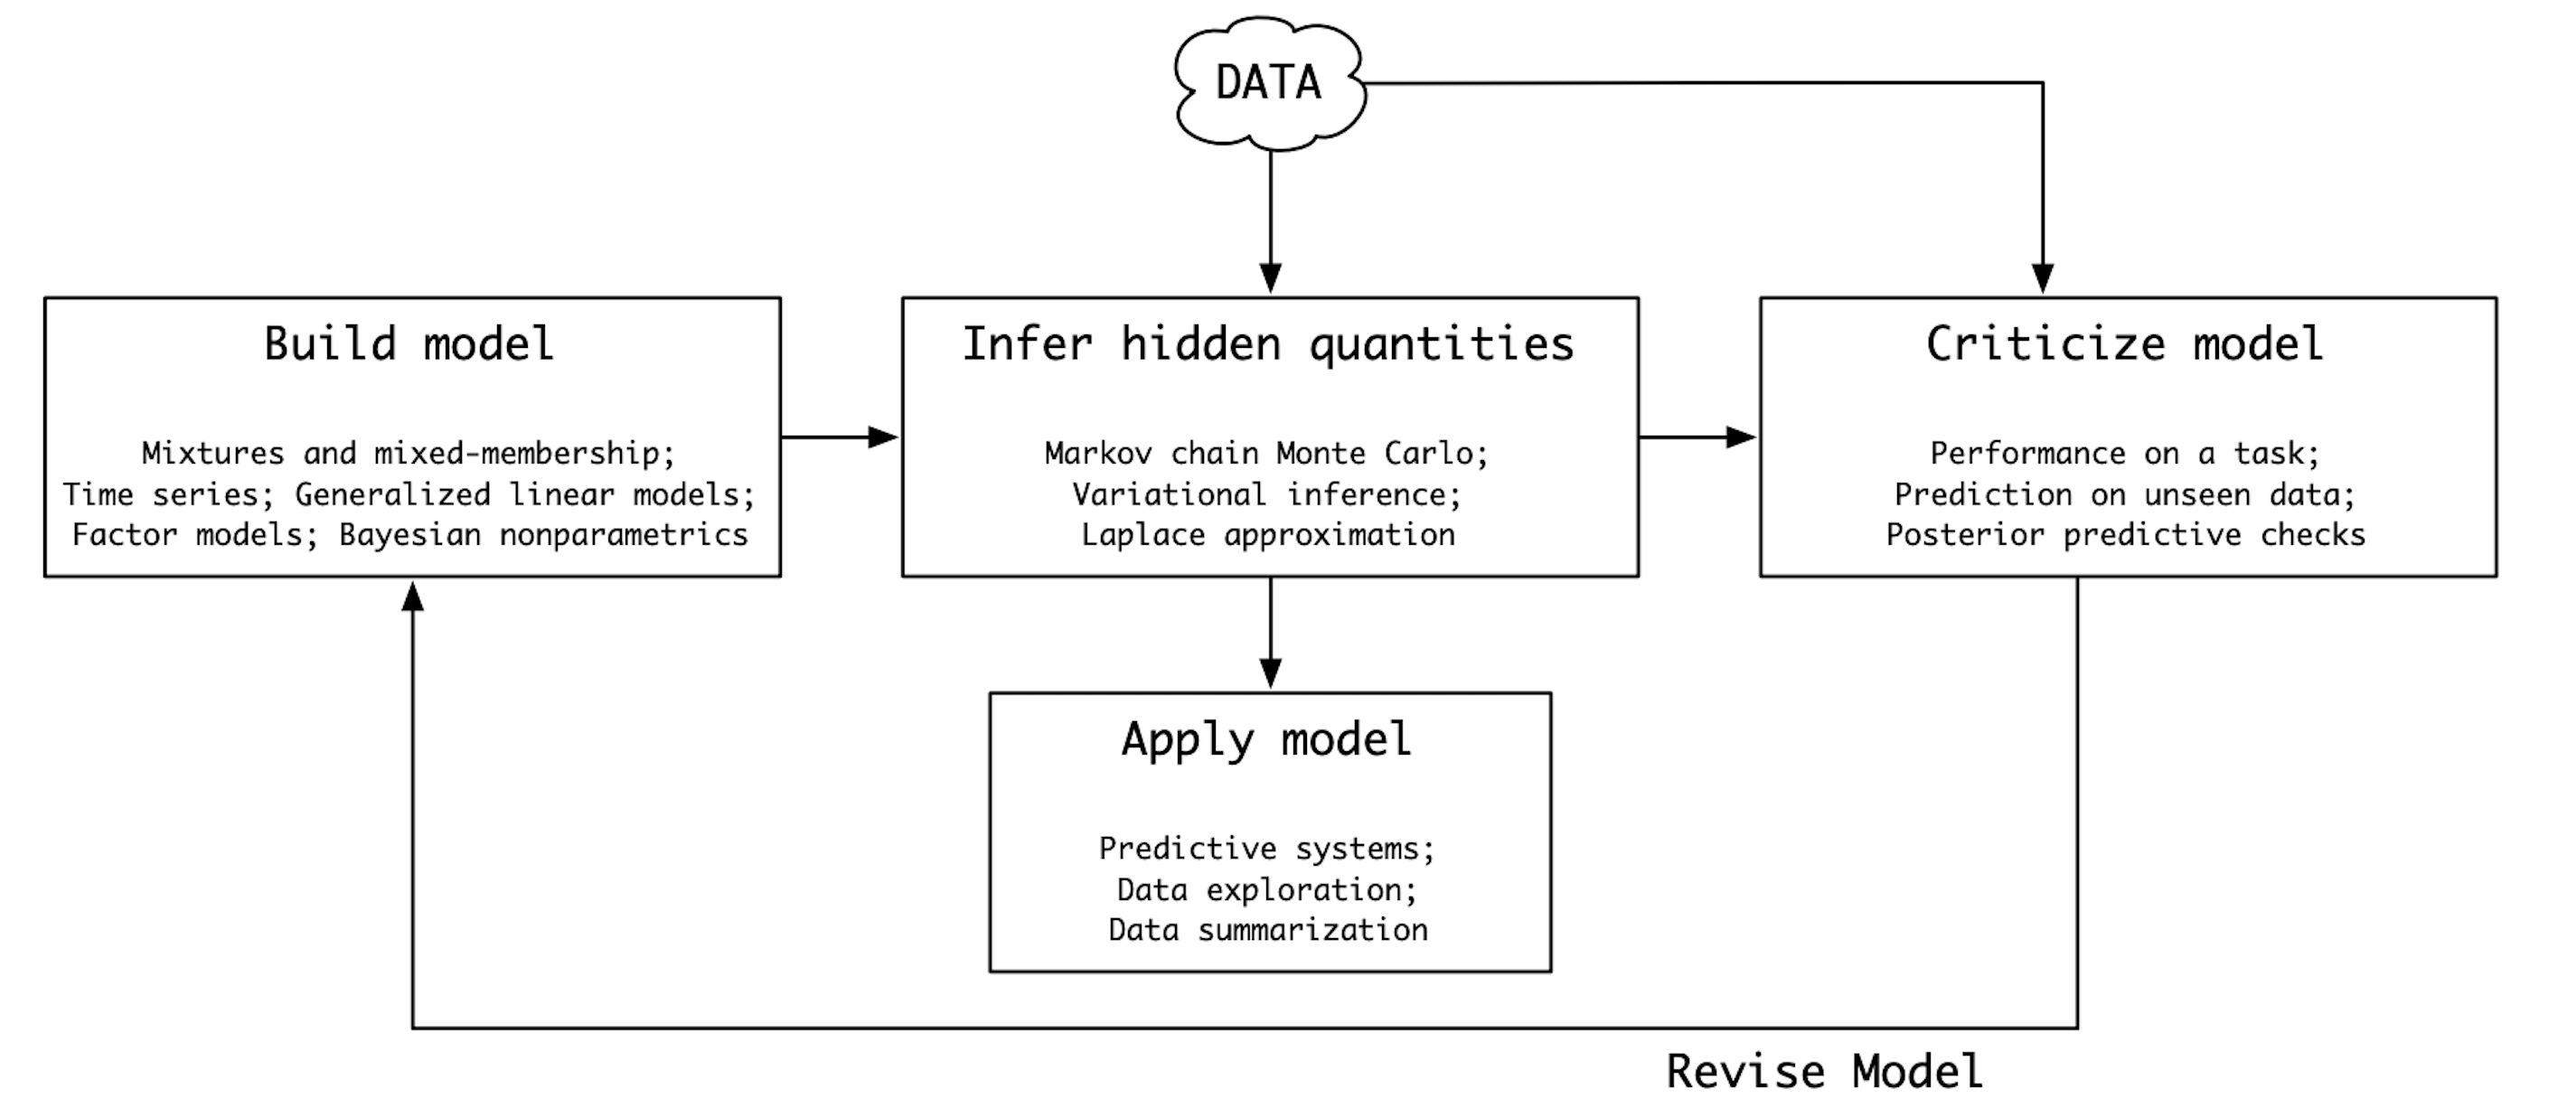 DATA
Build model
Mixtures and mixed-membership;
Time series; Generalized linear models;
Factor models; Bayesian nonparametrics
Infer hidden quantities
Markov chain Monte Carlo;
Variational inference;
Laplace approximation
Criticize model
Performance on a task;
Prediction on unseen data;
Posterior predictive checks
Apply model
Predictive systems;
Data exploration;
Data summarization
Revise Model